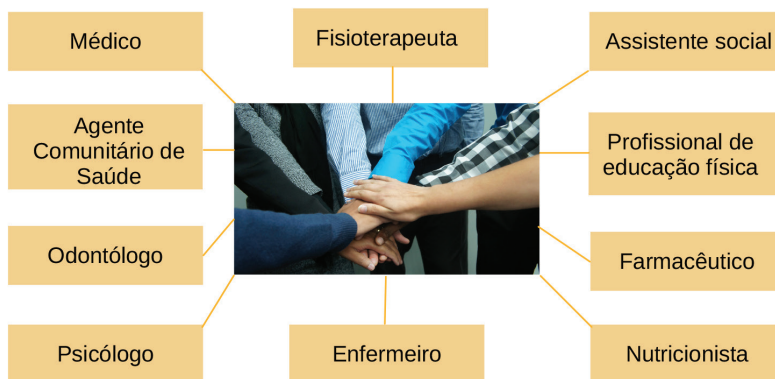 Médico
Fisioterapeuta
Assistente social
Agente
Comunitário de
Saúde
Profissional de
educação física
Odontólogo
Farmacêutico
Psicólogo
Enfermeiro
Nutricionista